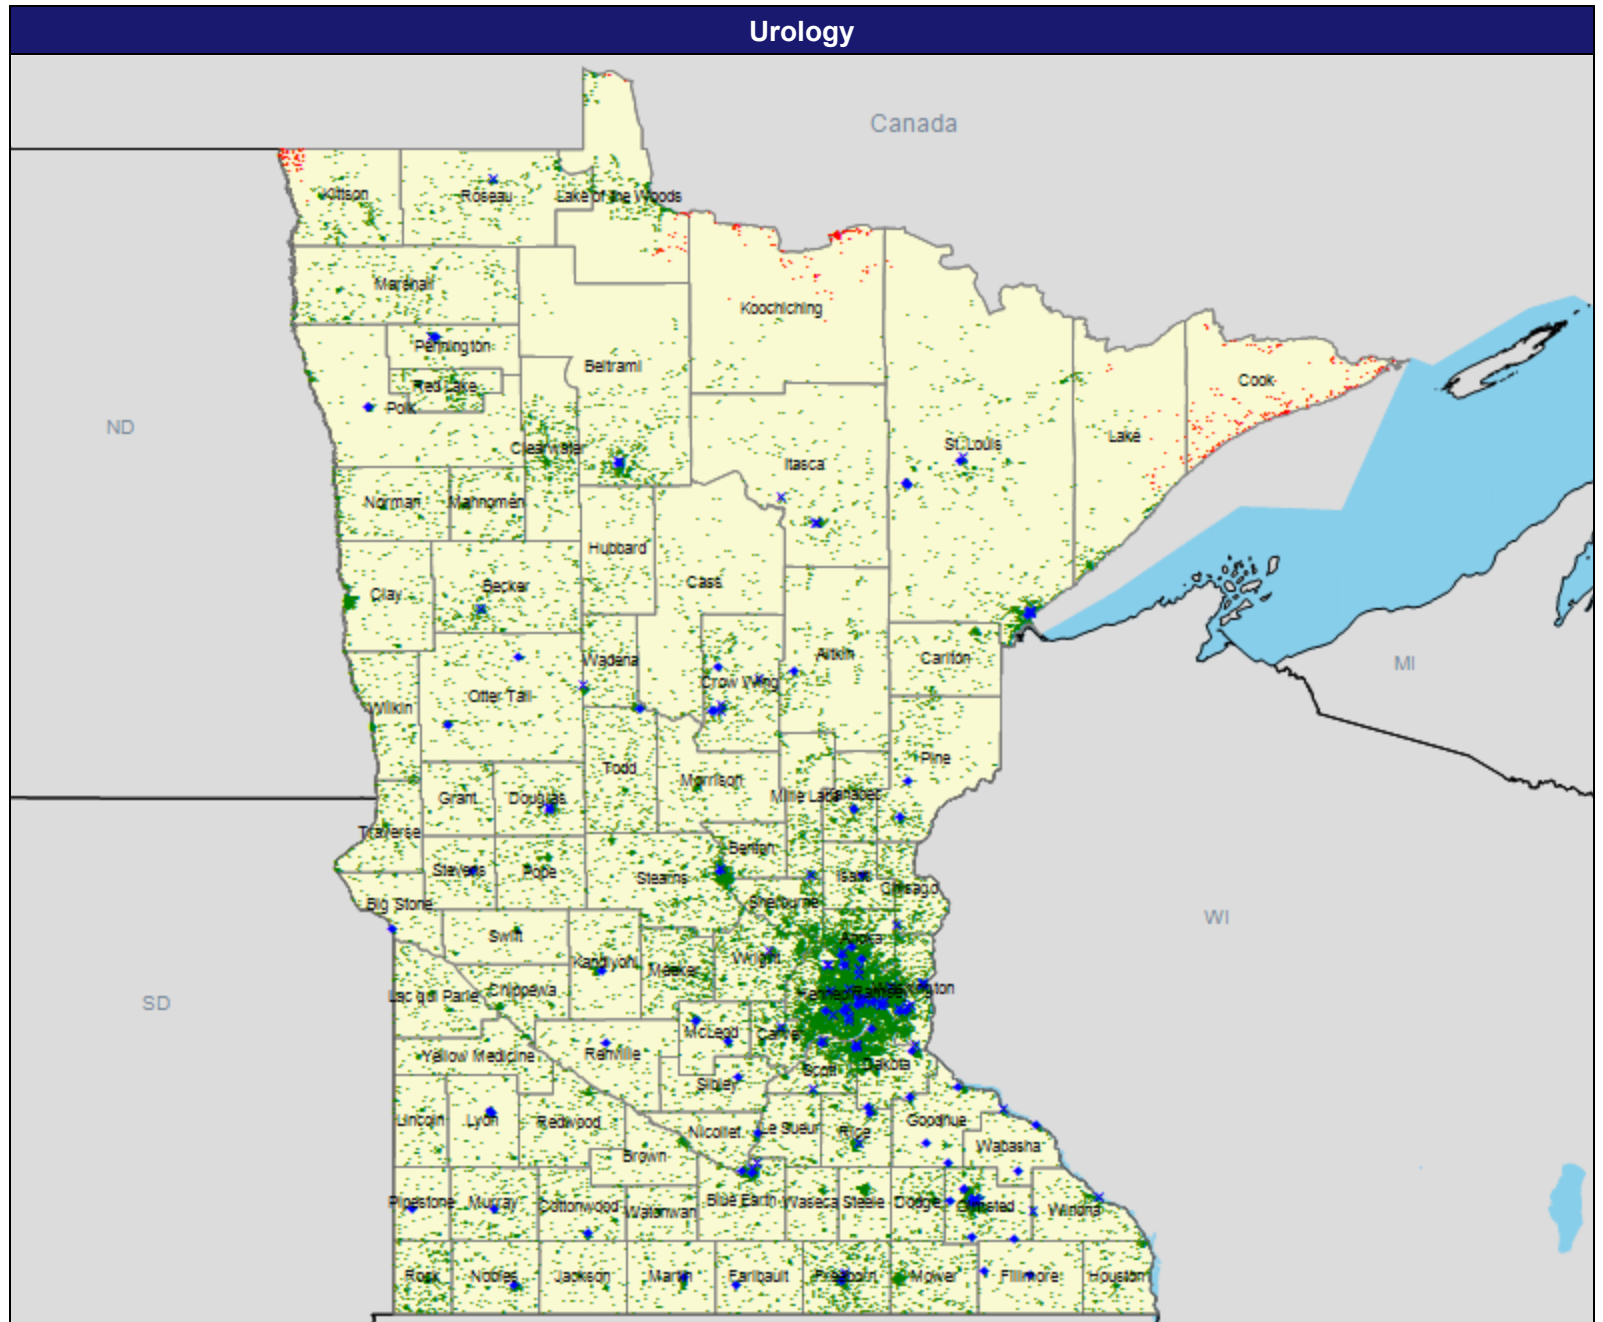 Urology
Canada
Kittson
Roseau
Lake of the Woods
Marshall
Koochiching
Pennington
Beltrami
Red Lake
Cook
Polk
ND
Clearwater
St. Louis
Lake
Itasca
Norman
Mahnomen
Hubbard
Cass
Becker
Clay
Wadena
Aitkin
Carlton
MI
Crow Wing
Otter Tail
Wilkin
Pine
Todd
Morrison
Mille Lacs
Kanabec
Grant
Douglas
Traverse
Benton
Stevens
Pope
Stearns
Isanti
Chisago
Big Stone
Sherburne
WI
Swift
Anoka
Wright
Kandiyohi
Meeker
Hennepin
Ramsey
Washington
Lac qui Parle
Chippewa
SD
McLeod
Carver
Yellow Medicine
Renville
Scott
Dakota
Sibley
Lincoln
Lyon
Redwood
Nicollet
Le Sueur
Rice
Goodhue
Wabasha
Brown
Pipestone
Murray
Cottonwood
Watonwan
Blue Earth
Waseca
Steele
Dodge
Olmsted
Winona
Rock
Nobles
Jackson
Martin
Faribault
Freeborn
Mower
Fillmore
Houston